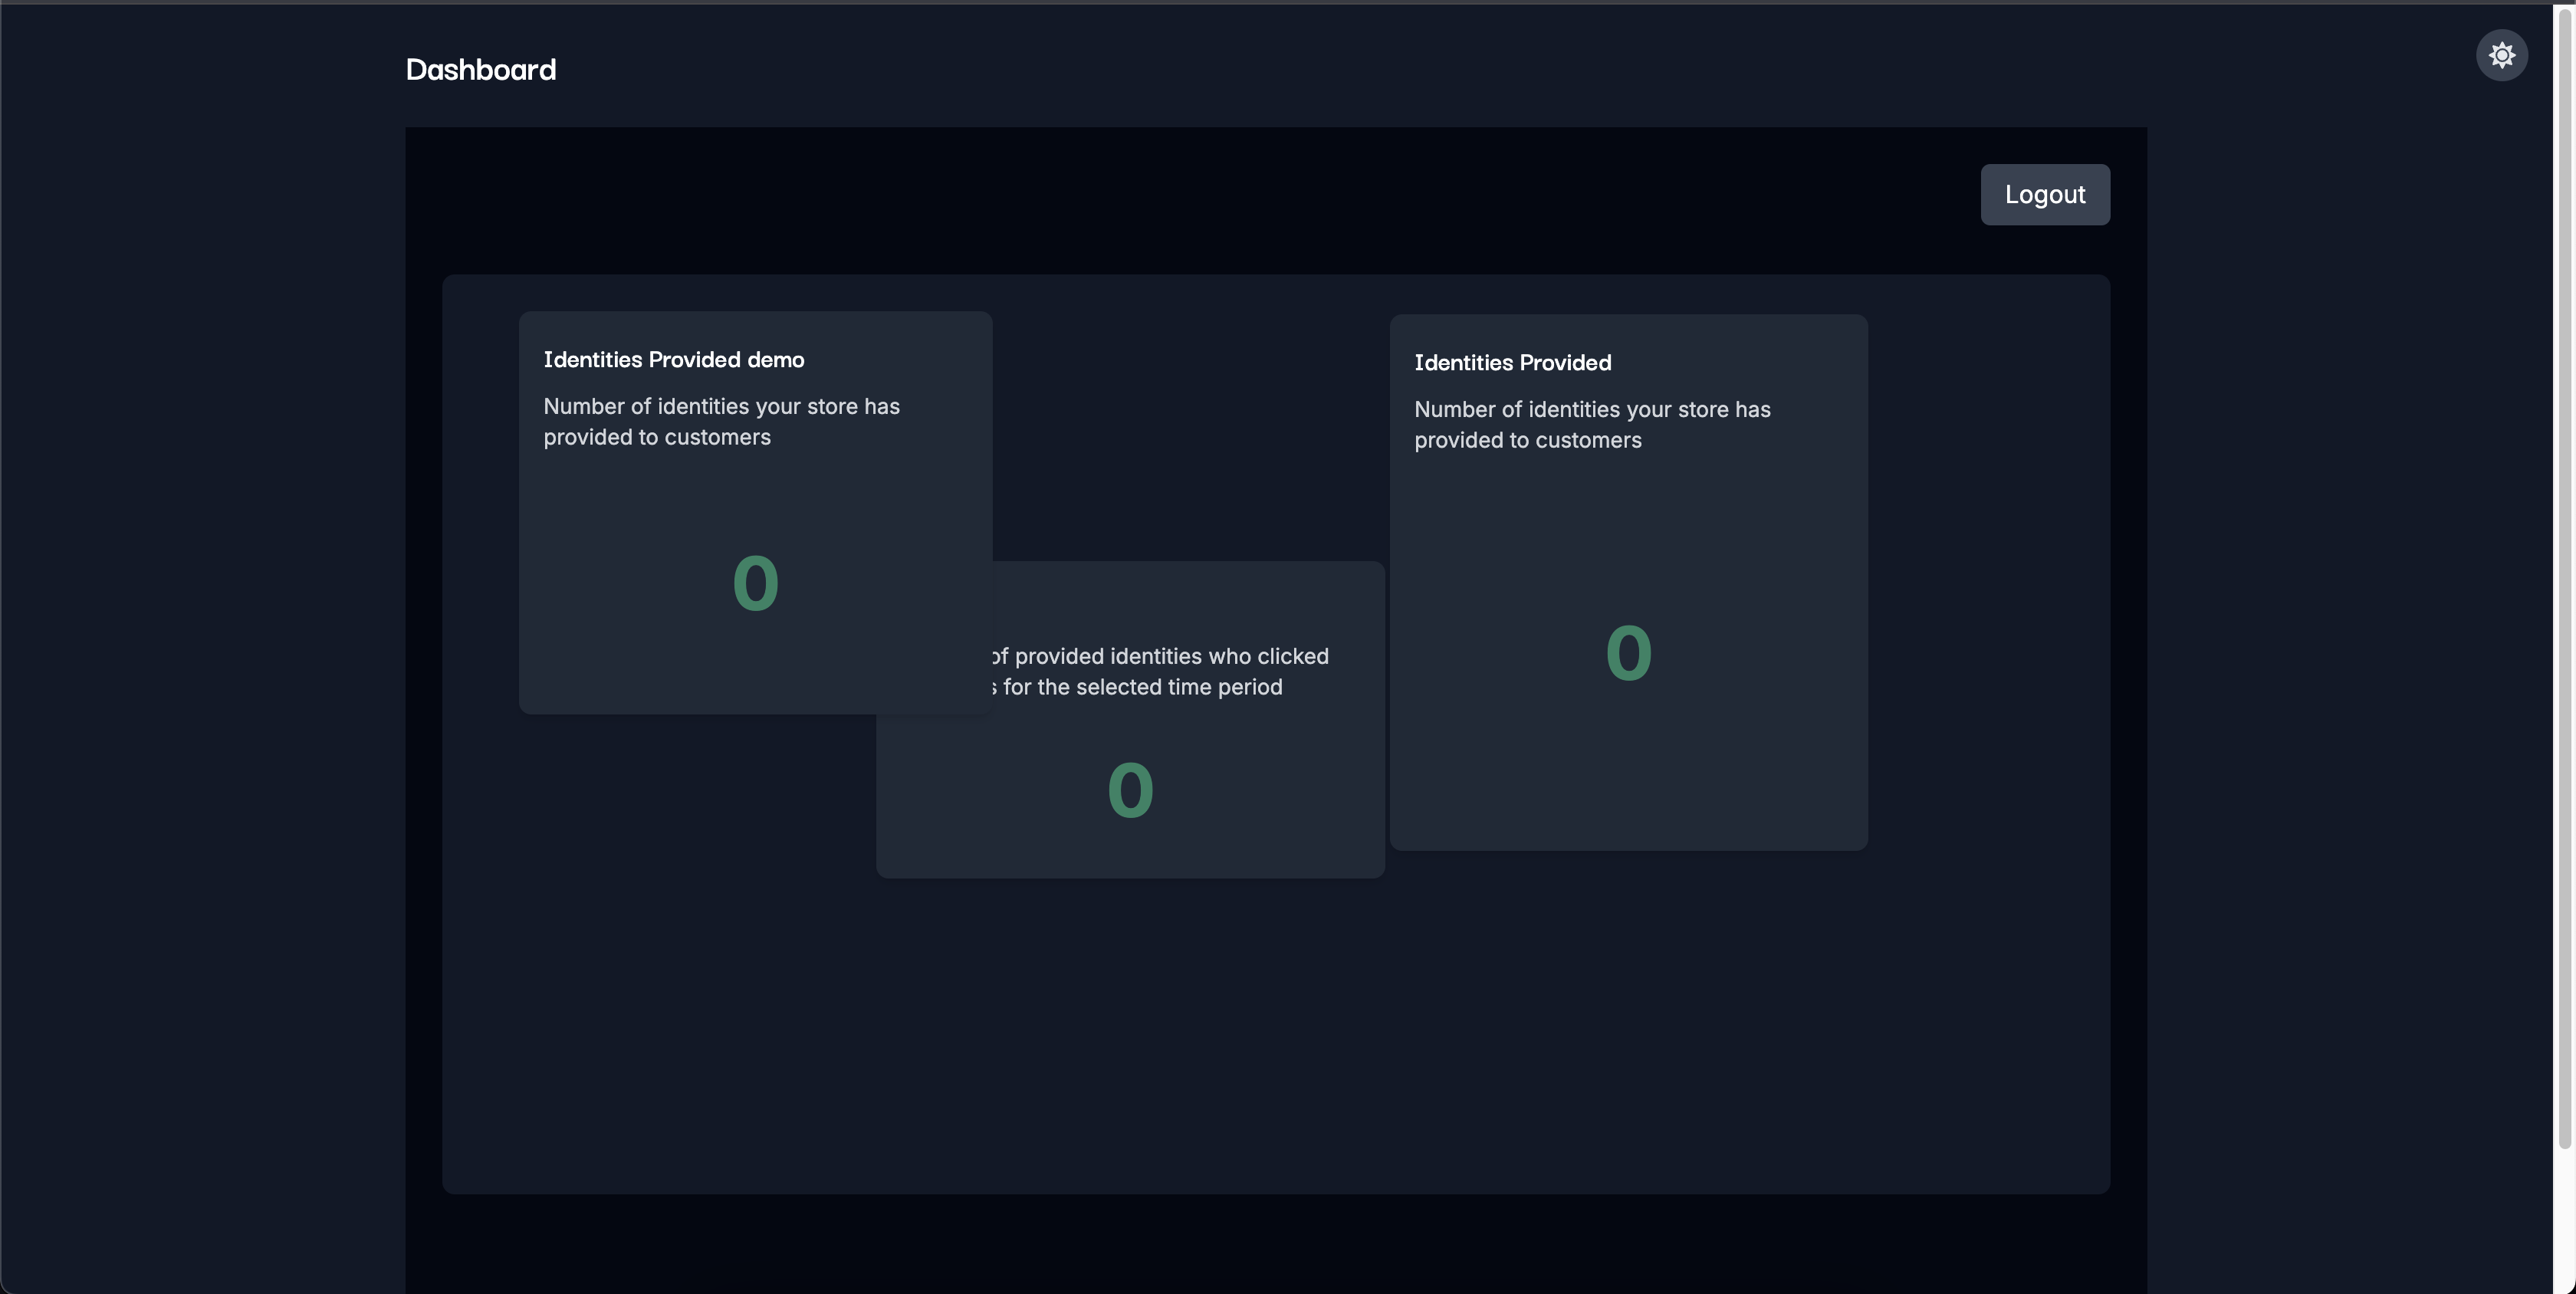 Dashboard
Logout
Identities Provided demo
Number of identities your store has
provided to customers
0
of provided identities who clicked
for the selected time period
0
Identities Provided
Number of identities your store has
provided to customers
0